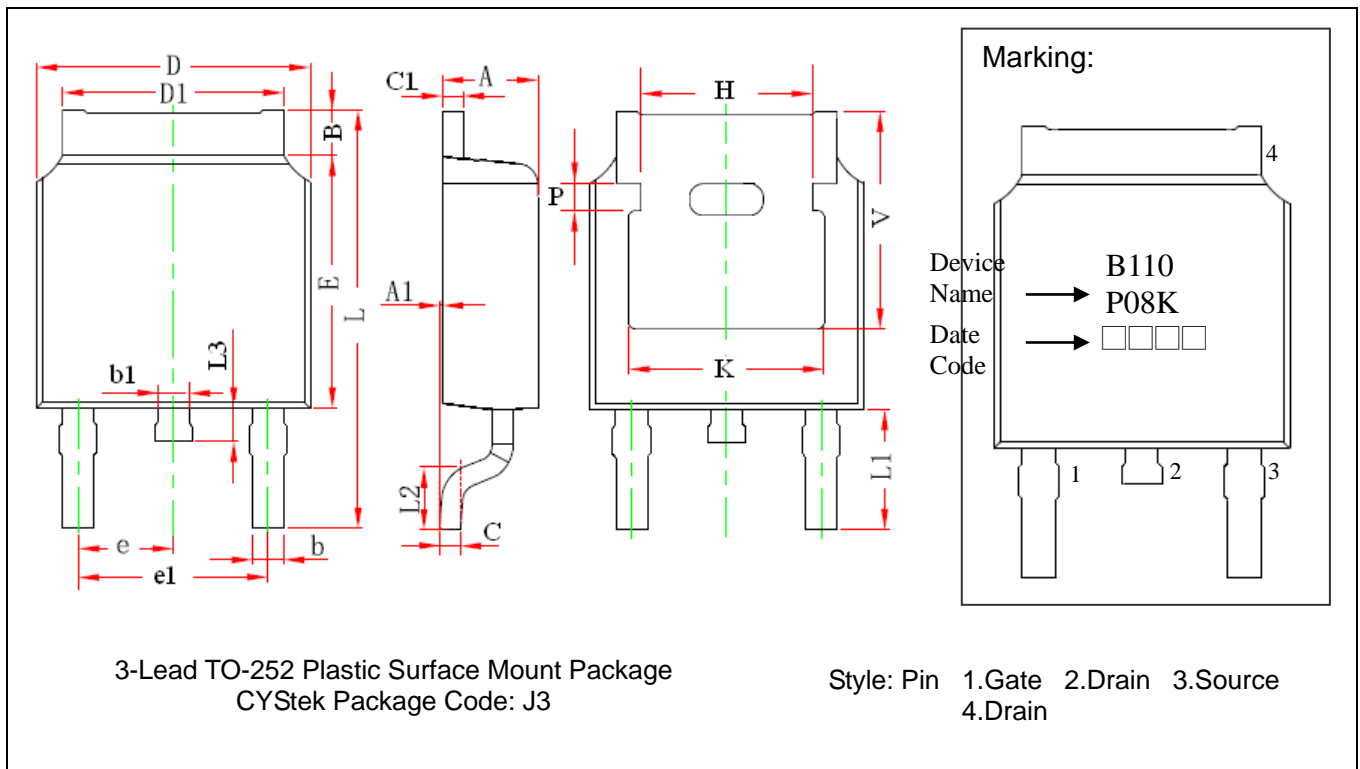 D
D1
B
E
L
L3
b1
e
e1
b
C1
A
A1
L2
C
H
P
V
K
L1
Marking:
4
Device
Name
B110
P08K
Date
Code
□□□□
1
2
3
3-Lead TO-252 Plastic Surface Mount Package
CYStek Package Code: J3
Style: Pin 1.Gate 2.Drain 3.Source
4.Drain